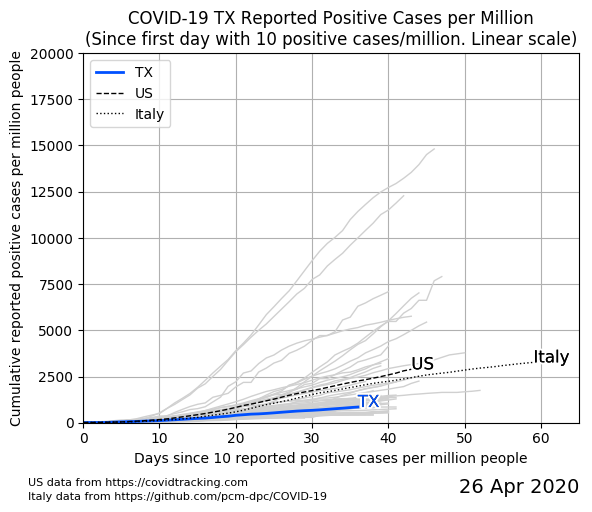 COVID-19 TX Reported Positive Cases per Million
(Since first day with 10 positive cases/million. Linear scale)
Cumulative reported positive cases per million people
20000
17500
15000
12500
10000
7500
5000
2500
0
TX
US
Italy
US
Italy
TX
0 10 20 30 40 50 60
Days since 10 reported positive cases per million people
US data from https://covidtracking.com
Italy data from https://github.com/pcm-dpc/COVID-19
26 Apr 2020